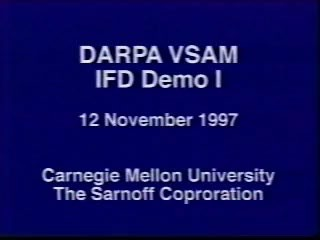 DARPA VSAM
IFD Demo I
12 November 1997
Carnegie Mellon University
The Sarnoff Coproration